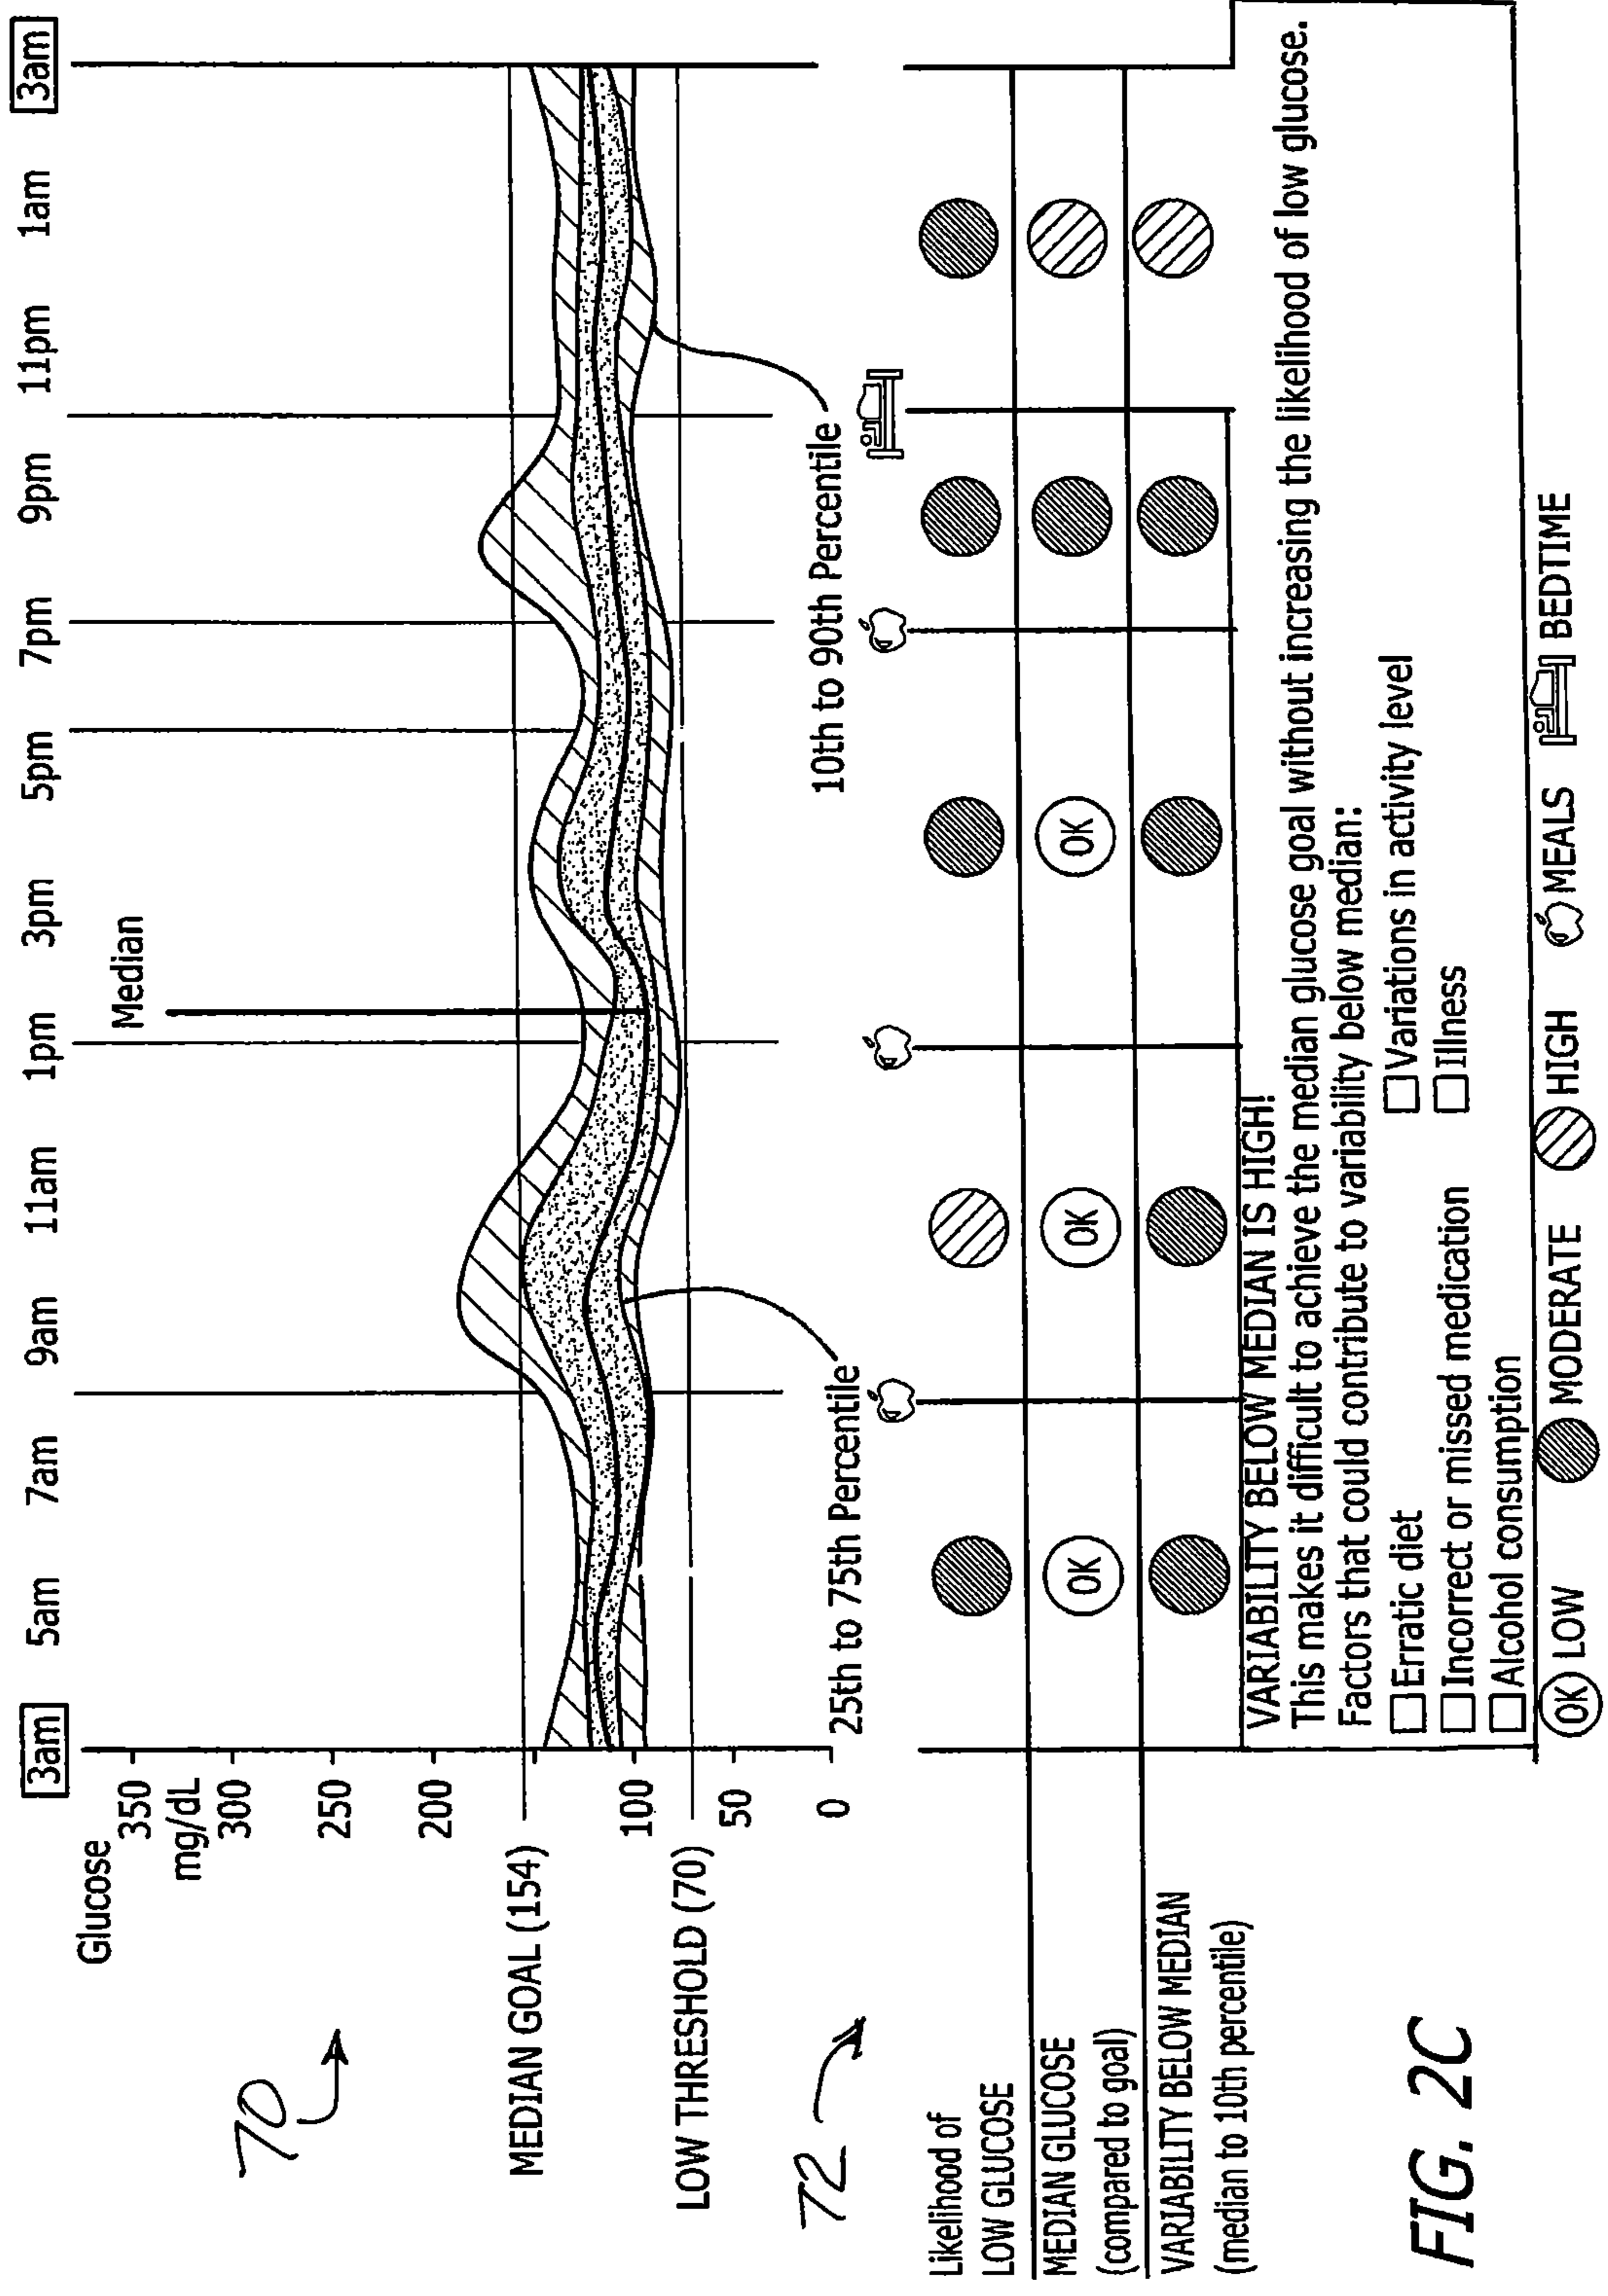 3am 5am 7am 9am 11am 1pm 3pm 5pm 7pm 9pm 11pm 1am 3am
Glucose
350
mg/dL
Median
300
250
200
70
MEDIAN GOAL (154)
100
LOW THRESHOLD (70)
50
0
10th to 90th Percentile
25th to 75th Percentile
72
Likelihood of
LOW GLUCOSE
MEDIAN GLUCOSE
(compared to goal)
OK OK OK
VARIABILITY BELOW MEDIAN
(median to 10th percentile)
VARIABILITY BELOW MEDIAN IS HIGH!
This makes it difficult to achieve the median glucose goal without increasing the likelihood of low glucose.
Factors that could contribute to variability below median:
Erratic diet
Variations in activity level
Incorrect or missed medication
Illness
Alcohol consumption
OK LOW MODERATE HIGH MEALS BEDTIME
FIG. 2C